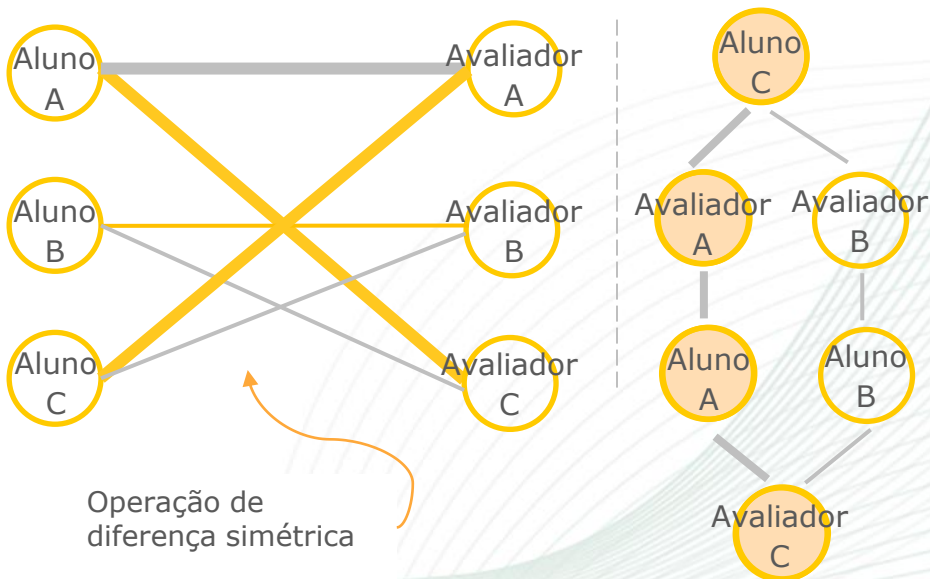 Aluno
A
Avaliador
A
Aluno
B
Avaliador
B
Aluno
C
Avaliador
C
Operação de
diferença simétrica
Aluno
C
Avaliador
A
Avaliador
B
Aluno
A
Aluno
B
Avaliador
C